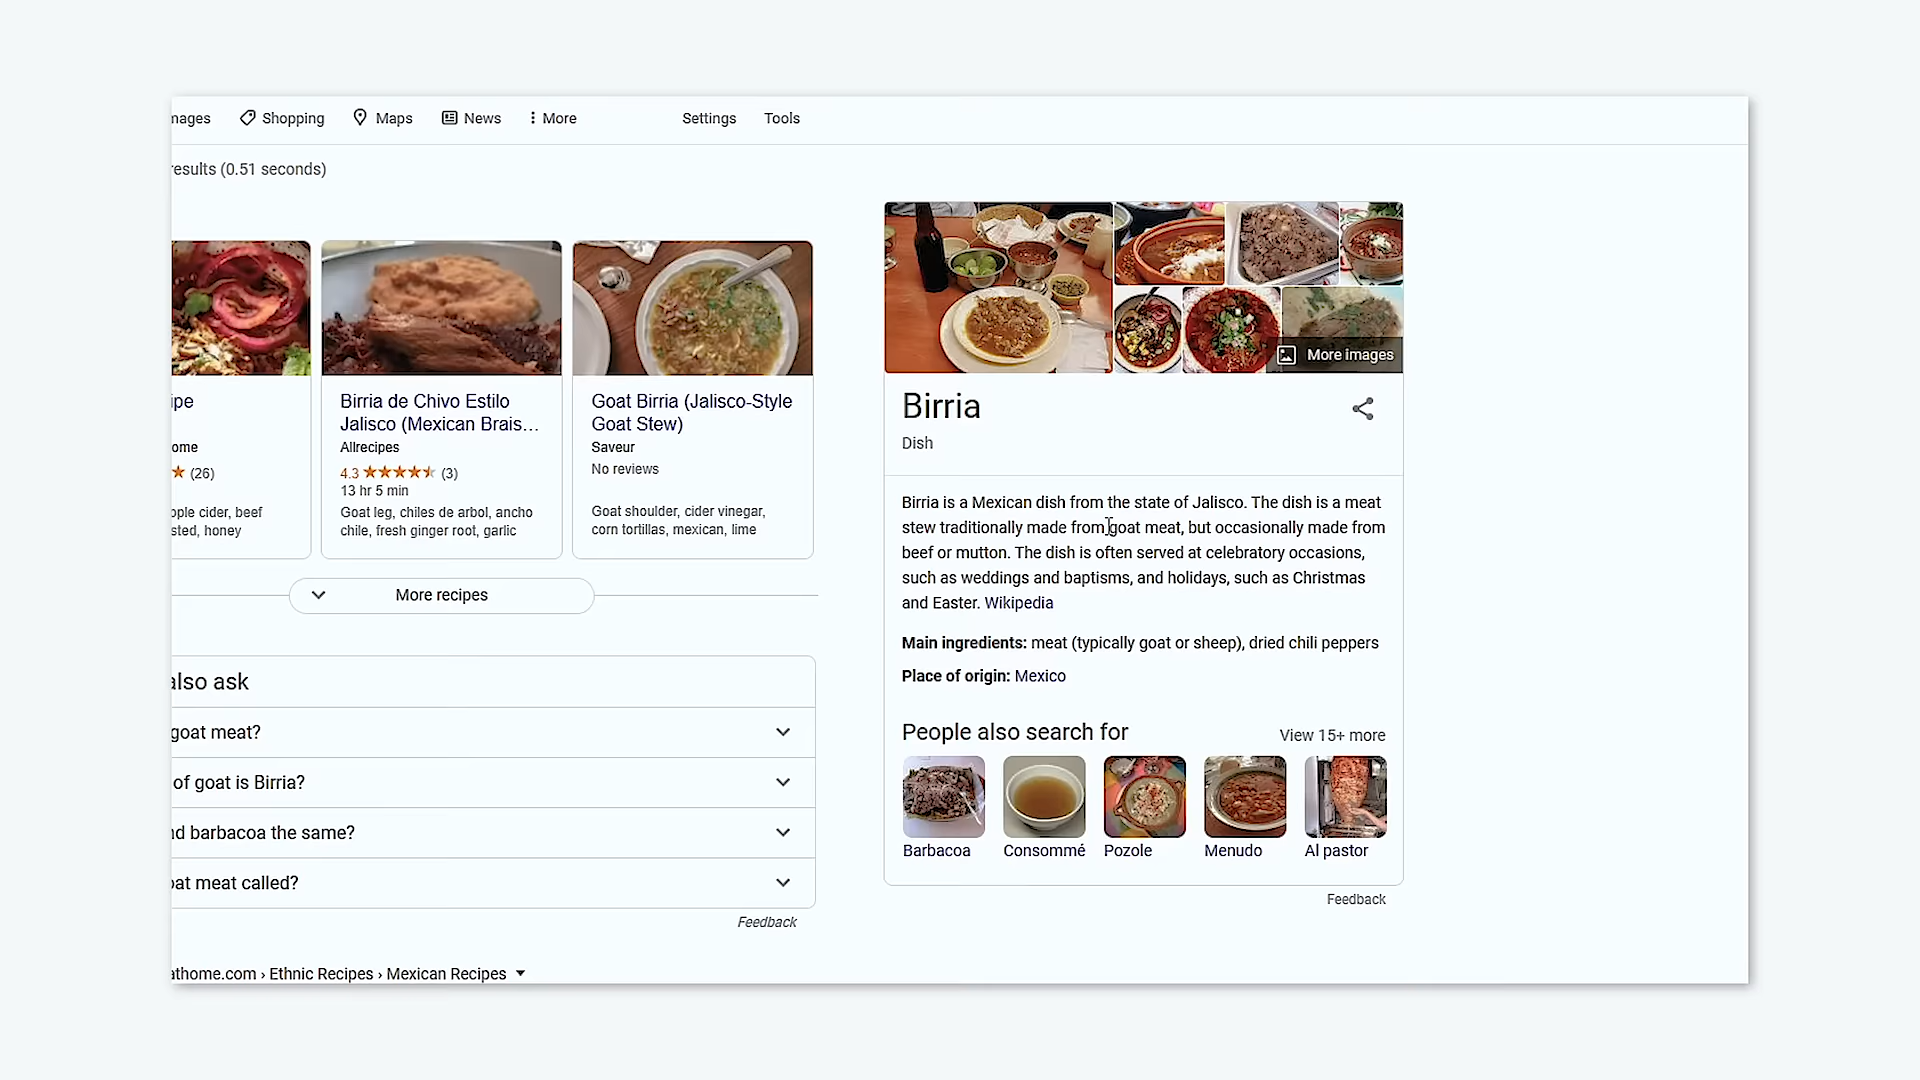 mages
Shopping
Maps
News
More
Settings
Tools
results (0.51 seconds)
ipe
ome
(26)
ple cider, beef
sted, honey
Birria de Chivo Estilo
Jalisco (Mexican Brais...
Allrecipes
4.3 ★★★★★ (3)
13 hr 5 min
Goat leg, chiles de arbol, ancho
chile, fresh ginger root, garlic
Goat Birria (Jalisco-Style
Goat Stew)
Saveur
No reviews
Goat shoulder, cider vinegar,
corn tortillas, mexican, lime
More recipes
also ask
goat meat?
of goat is Birria?
nd barbacoa the same?
oat meat called?
Feedback
athome.com › Ethnic Recipes › Mexican Recipes
More images
Birria
Dish
Birria is a Mexican dish from the state of Jalisco. The dish is a meat
stew traditionally made from goat meat, but occasionally made from
beef or mutton. The dish is often served at celebratory occasions,
such as weddings and baptisms, and holidays, such as Christmas
and Easter. Wikipedia
Main ingredients: meat (typically goat or sheep), dried chili peppers
Place of origin: Mexico
People also search for
View 15+ more
Barbacoa
Consommé
Pozole
Menudo
Al pastor
Feedback